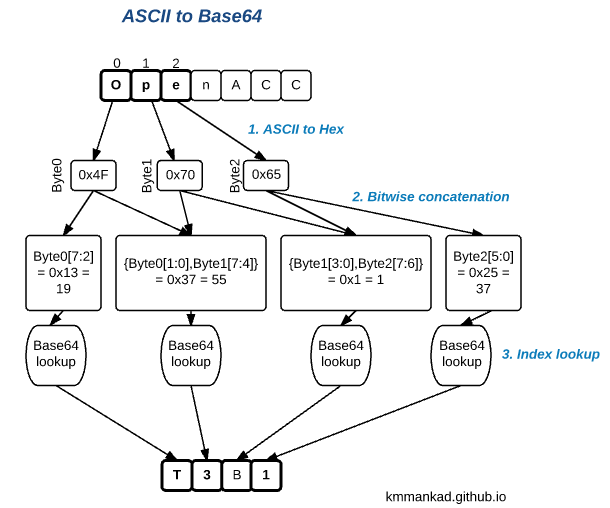 ASCII to Base64
0 1 2
O p e n A C C
1. ASCII to Hex
Byte0 0x4F Byte1 0x70 Byte2 0x65
2. Bitwise concatenation
Byte0[7:2]
= 0x13 =
19
{Byte0[1:0],Byte1[7:4]}
= 0x37 = 55
{Byte1[3:0],Byte2[7:6]}
= 0x1 = 1
Byte2[5:0]
= 0x25 =
37
Base64
lookup
Base64
lookup
Base64
lookup
Base64
lookup
3. Index lookup
T 3 B 1
kmmankad.github.io